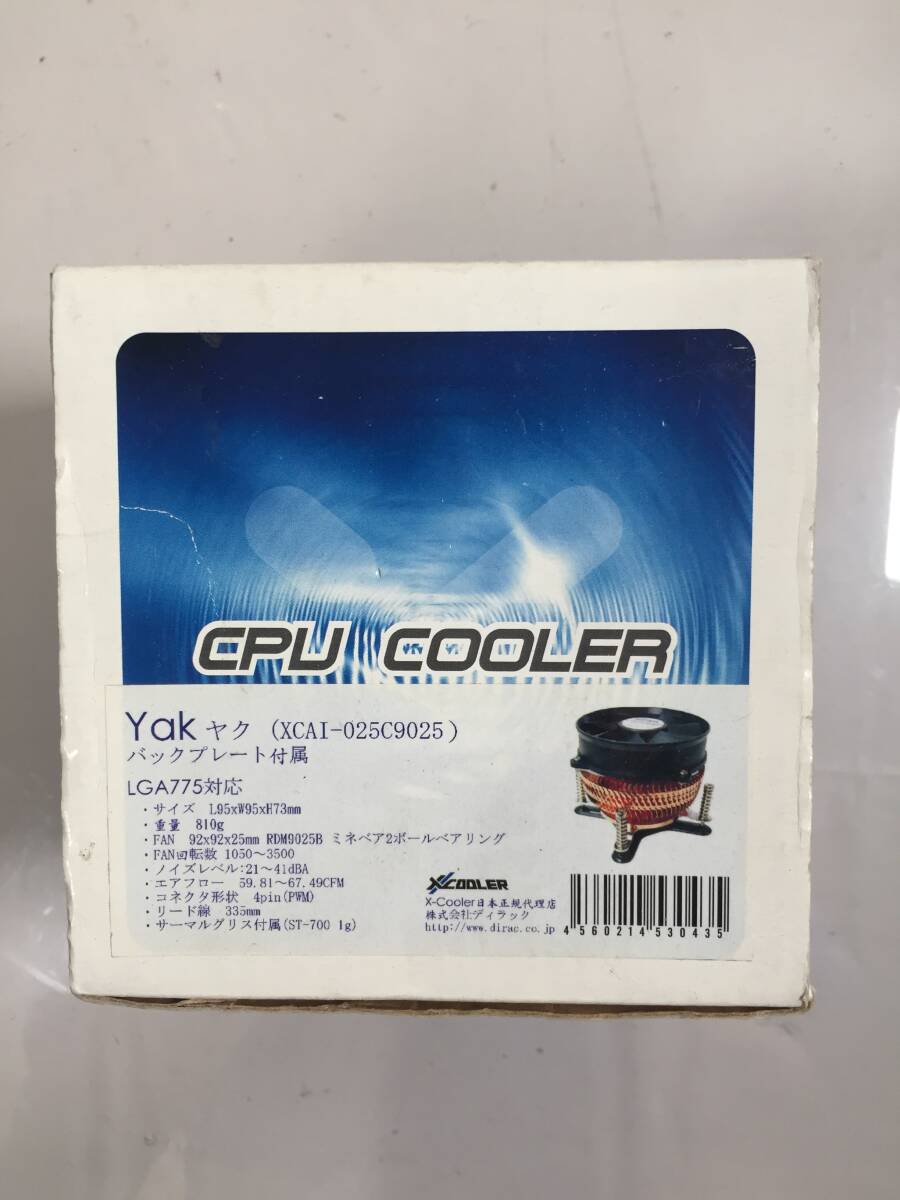 CPU COOLER
Yak ヤク (XCAI-025C9025)
バックプレート付属
LGA775対応
・サイズ L95xW95xH73mm
・重量 810g
・FAN 92x92x25mm RDM9025B ミネベア2ボールベアリング
・FAN回転数 1050～3500
・ノイズレベル:21～41dBA
・エアフロー 59.81～67.49CFM
・コネクタ形状 4pin(PWM)
・リード線 335mm
・サーマルグリス付属(ST-700 1g)
XCOOLER
X-Cooler日本正規代理店
株式会社ディラック
http://www.dirac.co.jp
4560214530435